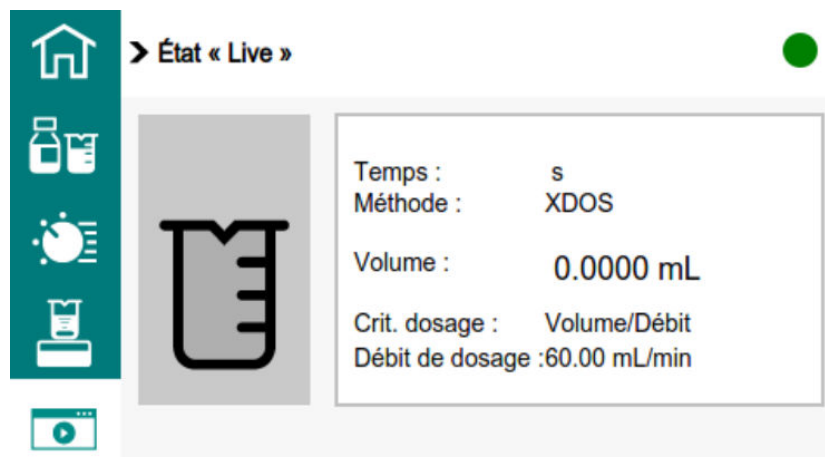 État « Live »
Temps : s
Méthode : XDOS
Volume : 0.0000 mL
Crit. dosage : Volume/Débit
Débit de dosage :60.00 mL/min